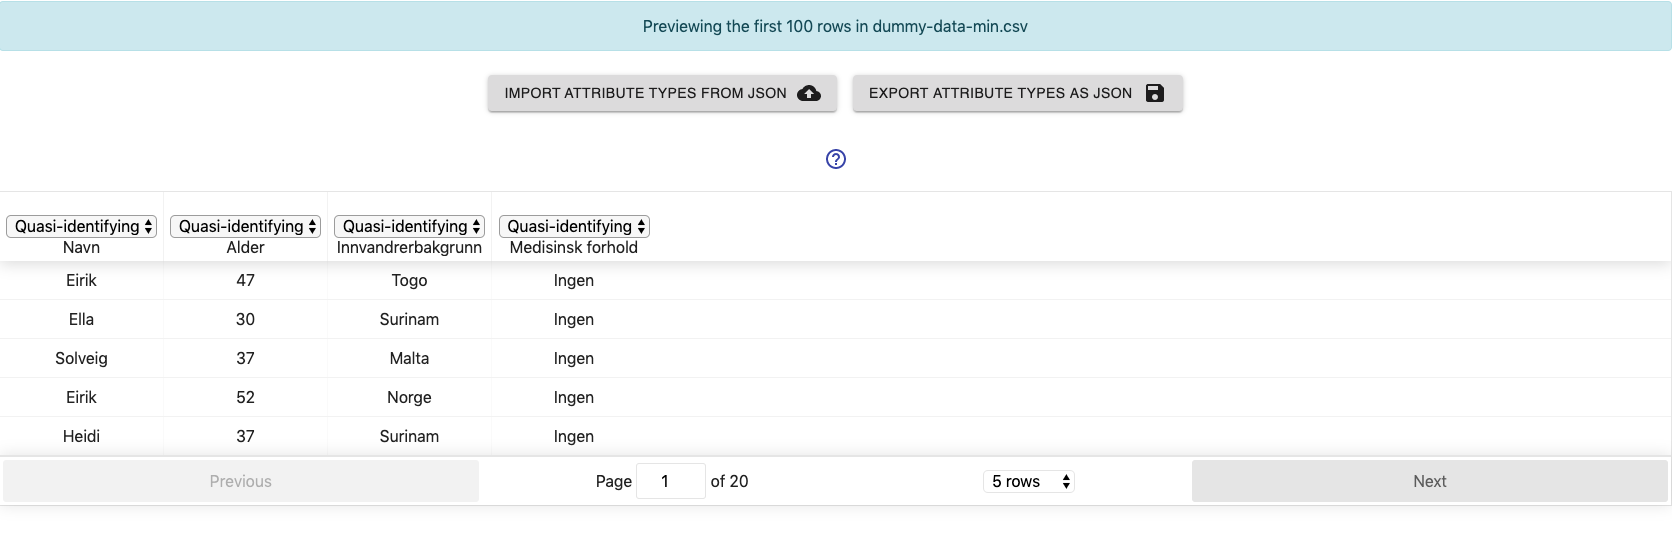 Previewing the first 100 rows in dummy-data-min.csv
IMPORT ATTRIBUTE TYPES FROM JSON EXPORT ATTRIBUTE TYPES AS JSON
?
Quasi-identifying Quasi-identifying Quasi-identifying Quasi-identifying
Navn Alder Innvandrerbakgrunn Medisinsk forhold
Eirik 47 Togo Ingen
Ella 30 Surinam Ingen
Solveig 37 Malta Ingen
Eirik 52 Norge Ingen
Heidi 37 Surinam Ingen
Previous Page 1 of 20 5 rows Next